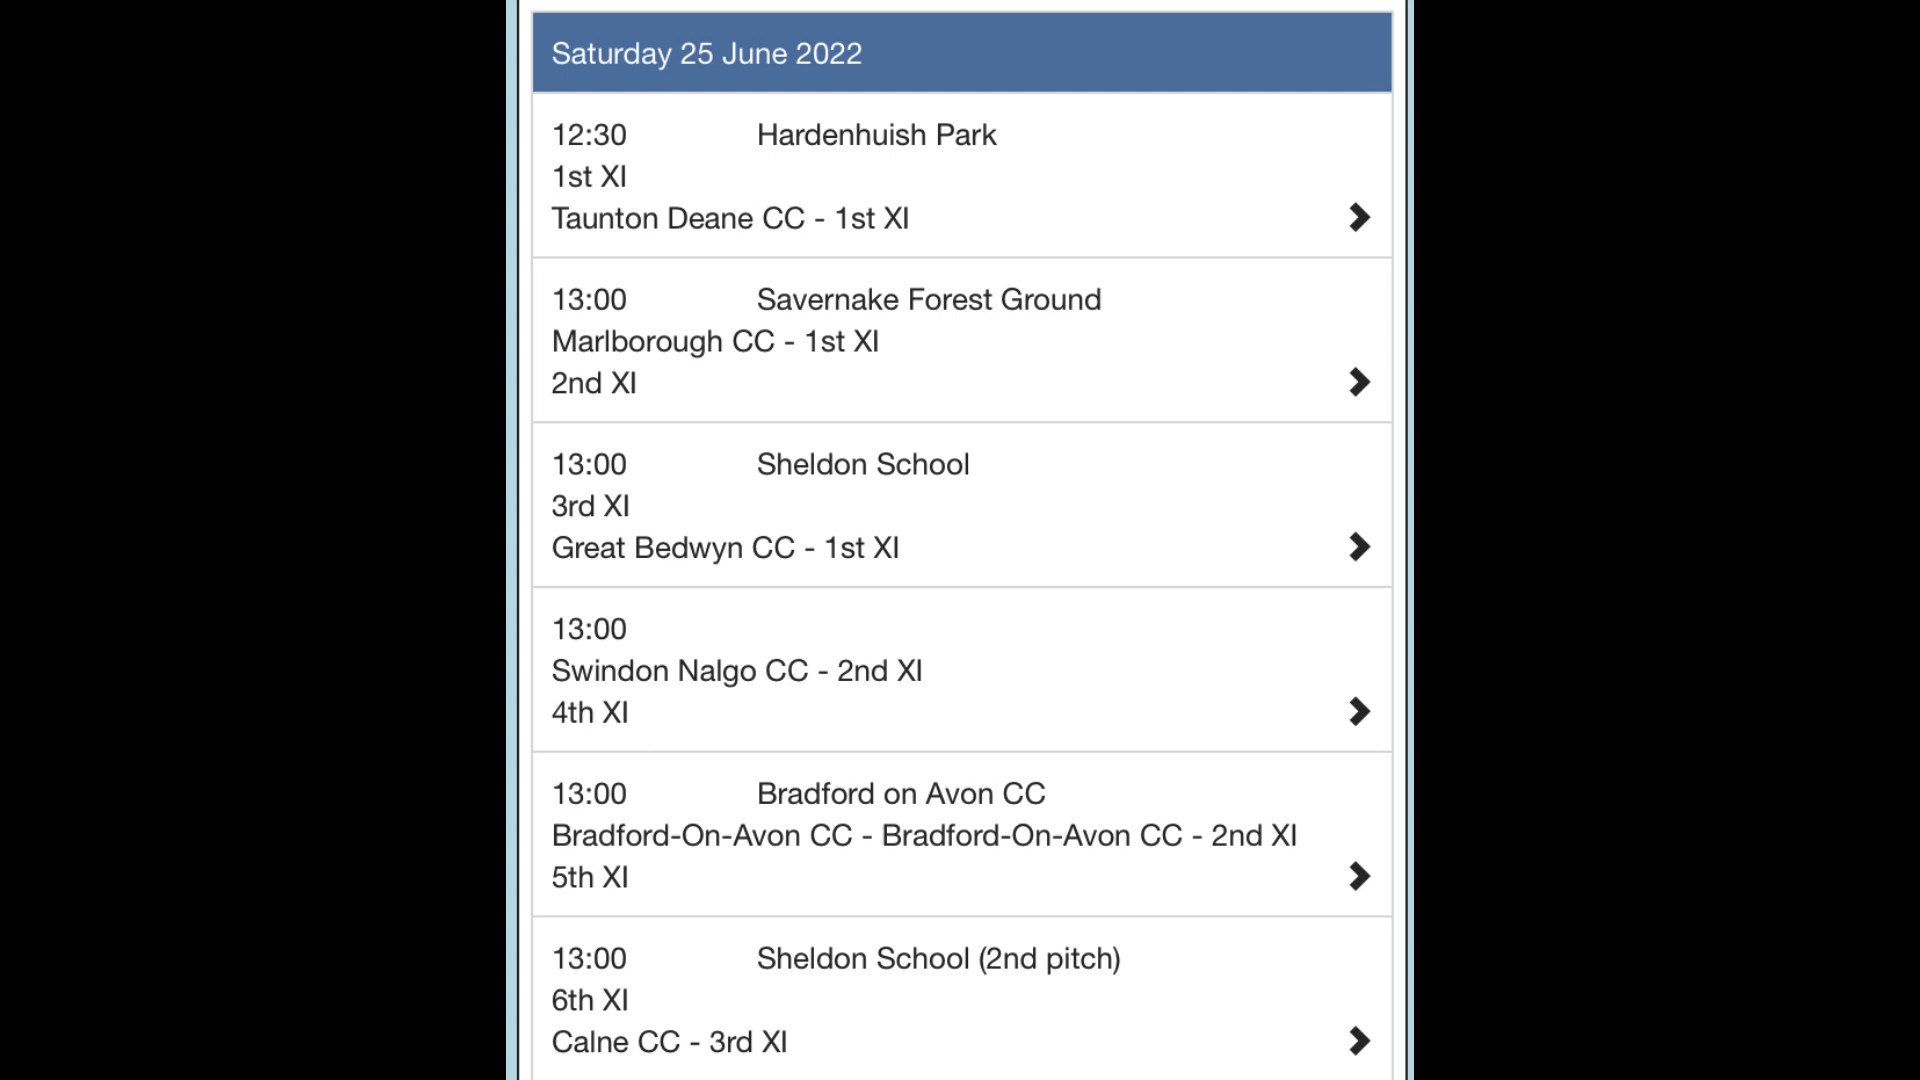 Saturday 25 June 2022
12:30 Hardenhuish Park
1st XI
Taunton Deane CC - 1st XI
13:00 Savernake Forest Ground
Marlborough CC - 1st XI
2nd XI
13:00 Sheldon School
3rd XI
Great Bedwyn CC - 1st XI
13:00
Swindon Nalgo CC - 2nd XI
4th XI
13:00 Bradford on Avon CC
Bradford-On-Avon CC - Bradford-On-Avon CC - 2nd XI
5th XI
13:00 Sheldon School (2nd pitch)
6th XI
Calne CC - 3rd XI